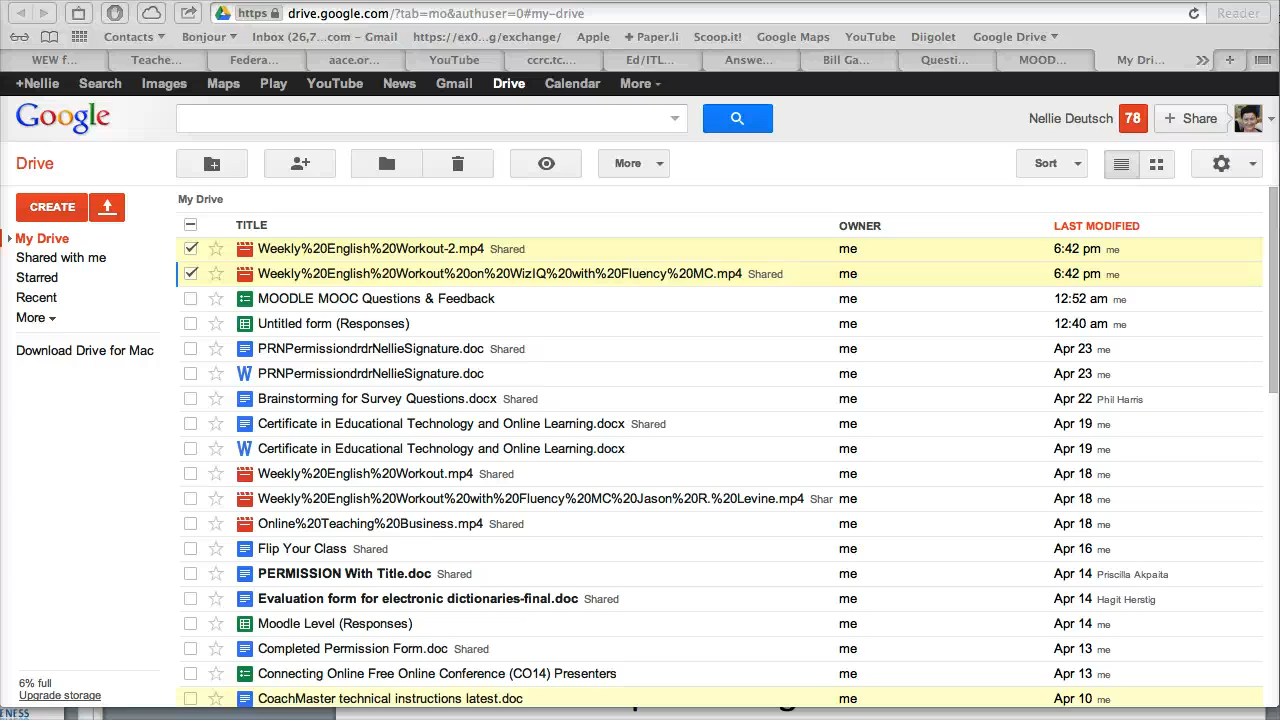 https drive.google.com/?tab=mo&authuser=0#my-drive Reader
Contacts Bonjour Inbox (26,7...com – Gmail https://ex0...g/exchange/ Apple + Paper.li Scoop.it! Google Maps YouTube Diigolet Google Drive
WEW f... Teache... Federa... aace.or... YouTube ccrc.tc... Ed/ITL... Answe... Bill Ga... Questi... MOOD... My Dri...
+Nellie Search Images Maps Play YouTube News Gmail Drive Calendar More
Google Nellie Deutsch 78 + Share
Drive More Sort
CREATE
My Drive
Shared with me
Starred
Recent
More
Download Drive for Mac
6% full
Upgrade storage
My Drive
TITLE OWNER LAST MODIFIED
Weekly%20English%20Workout-2.mp4 Shared me 6:42 pm me
Weekly%20English%20Workout%20on%20WizIQ%20with%20Fluency%20MC.mp4 Shared me 6:42 pm me
MOODLE MOOC Questions & Feedback me 12:52 am me
Untitled form (Responses) me 12:40 am me
PRNPermissiondrdrNellieSignature.doc Shared me Apr 23 me
W PRNPermissiondrdrNellieSignature.doc me Apr 23 me
Brainstorming for Survey Questions.docx Shared me Apr 22 Phil Harris
Certificate in Educational Technology and Online Learning.docx Shared me Apr 19 me
W Certificate in Educational Technology and Online Learning.docx me Apr 19 me
Weekly%20English%20Workout.mp4 Shared me Apr 18 me
Weekly%20English%20Workout%20with%20Fluency%20MC%20Jason%20R.%20Levine.mp4 Shar me Apr 18 me
Online%20Teaching%20Business.mp4 Shared me Apr 18 me
Flip Your Class Shared me Apr 16 me
PERMISSION With Title.doc Shared me Apr 14 Priscilla Akpaita
Evaluation form for electronic dictionaries-final.doc Shared me Apr 14 Hagit Herstig
Moodle Level (Responses) me Apr 14 me
Completed Permission Form.doc Shared me Apr 13 me
Connecting Online Free Online Conference (CO14) Presenters me Apr 13 me
CoachMaster technical instructions latest.doc me Apr 10 me